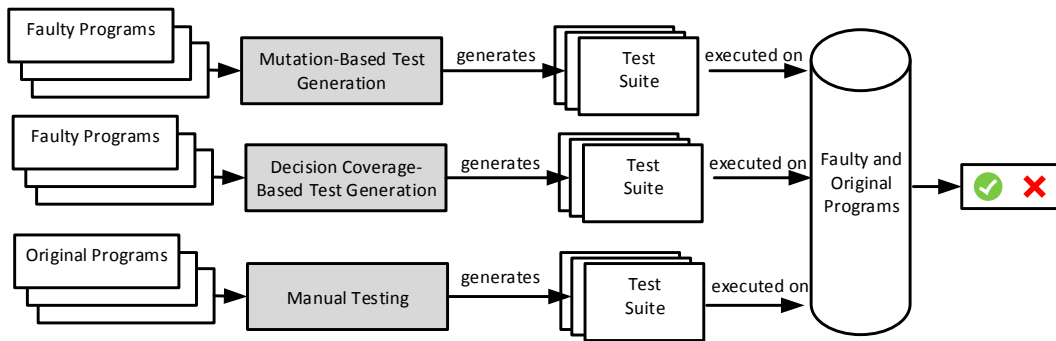 Faulty Programs
Mutation-Based Test
Generation
generates
Test
Suite
executed on
Faulty Programs
Decision Coverage-
Based Test Generation
generates
Test
Suite
executed on
Faulty and
Original
Programs
Original Programs
Manual Testing
generates
Test
Suite
executed on